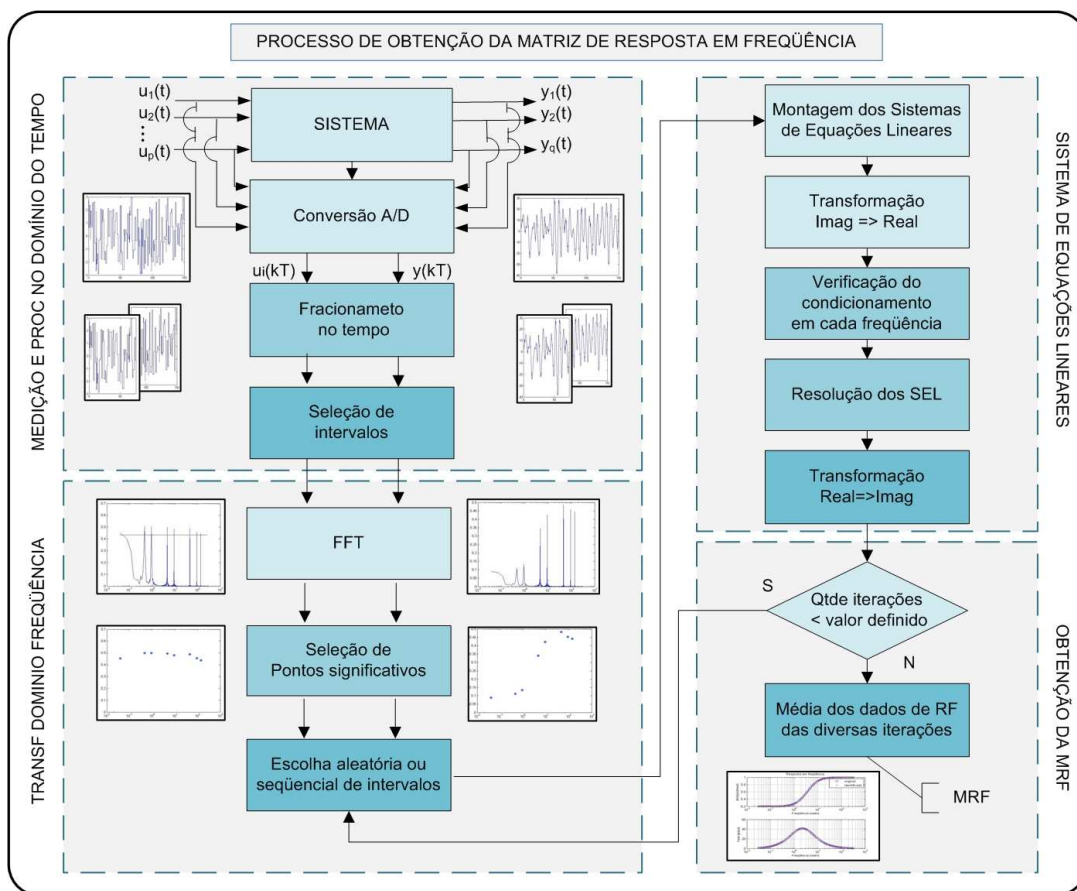 PROCESSO DE OBTENÇÃO DA MATRIZ DE RESPOSTA EM FREQÜÊNCIA
MEDIÇÃO E PROC NO DOMÍNIO DO TEMPO
u1(t)
u2(t)
up(t)
SISTEMA
y1(t)
y2(t)
yq(t)
Conversão A/D
ui(kT)
y(kT)
Fracionameto
no tempo
Seleção de
intervalos
TRANSF DOMINIO FREQÜÊNCIA
FFT
Seleção de
Pontos significativos
Escolha aleatória ou
seqüencial de intervalos
SISTEMA DE EQUAÇÕES LINEARES
Montagem dos Sistemas
de Equações Lineares
Transformação
Imag => Real
Verificação do
condicionamento
em cada freqüência
Resolução dos SEL
Transformação
Real=>Imag
OBTENÇÃO DA MRF
S
Qtde iterações
< valor definido
N
Média dos dados de RF
das diversas iterações
MRF